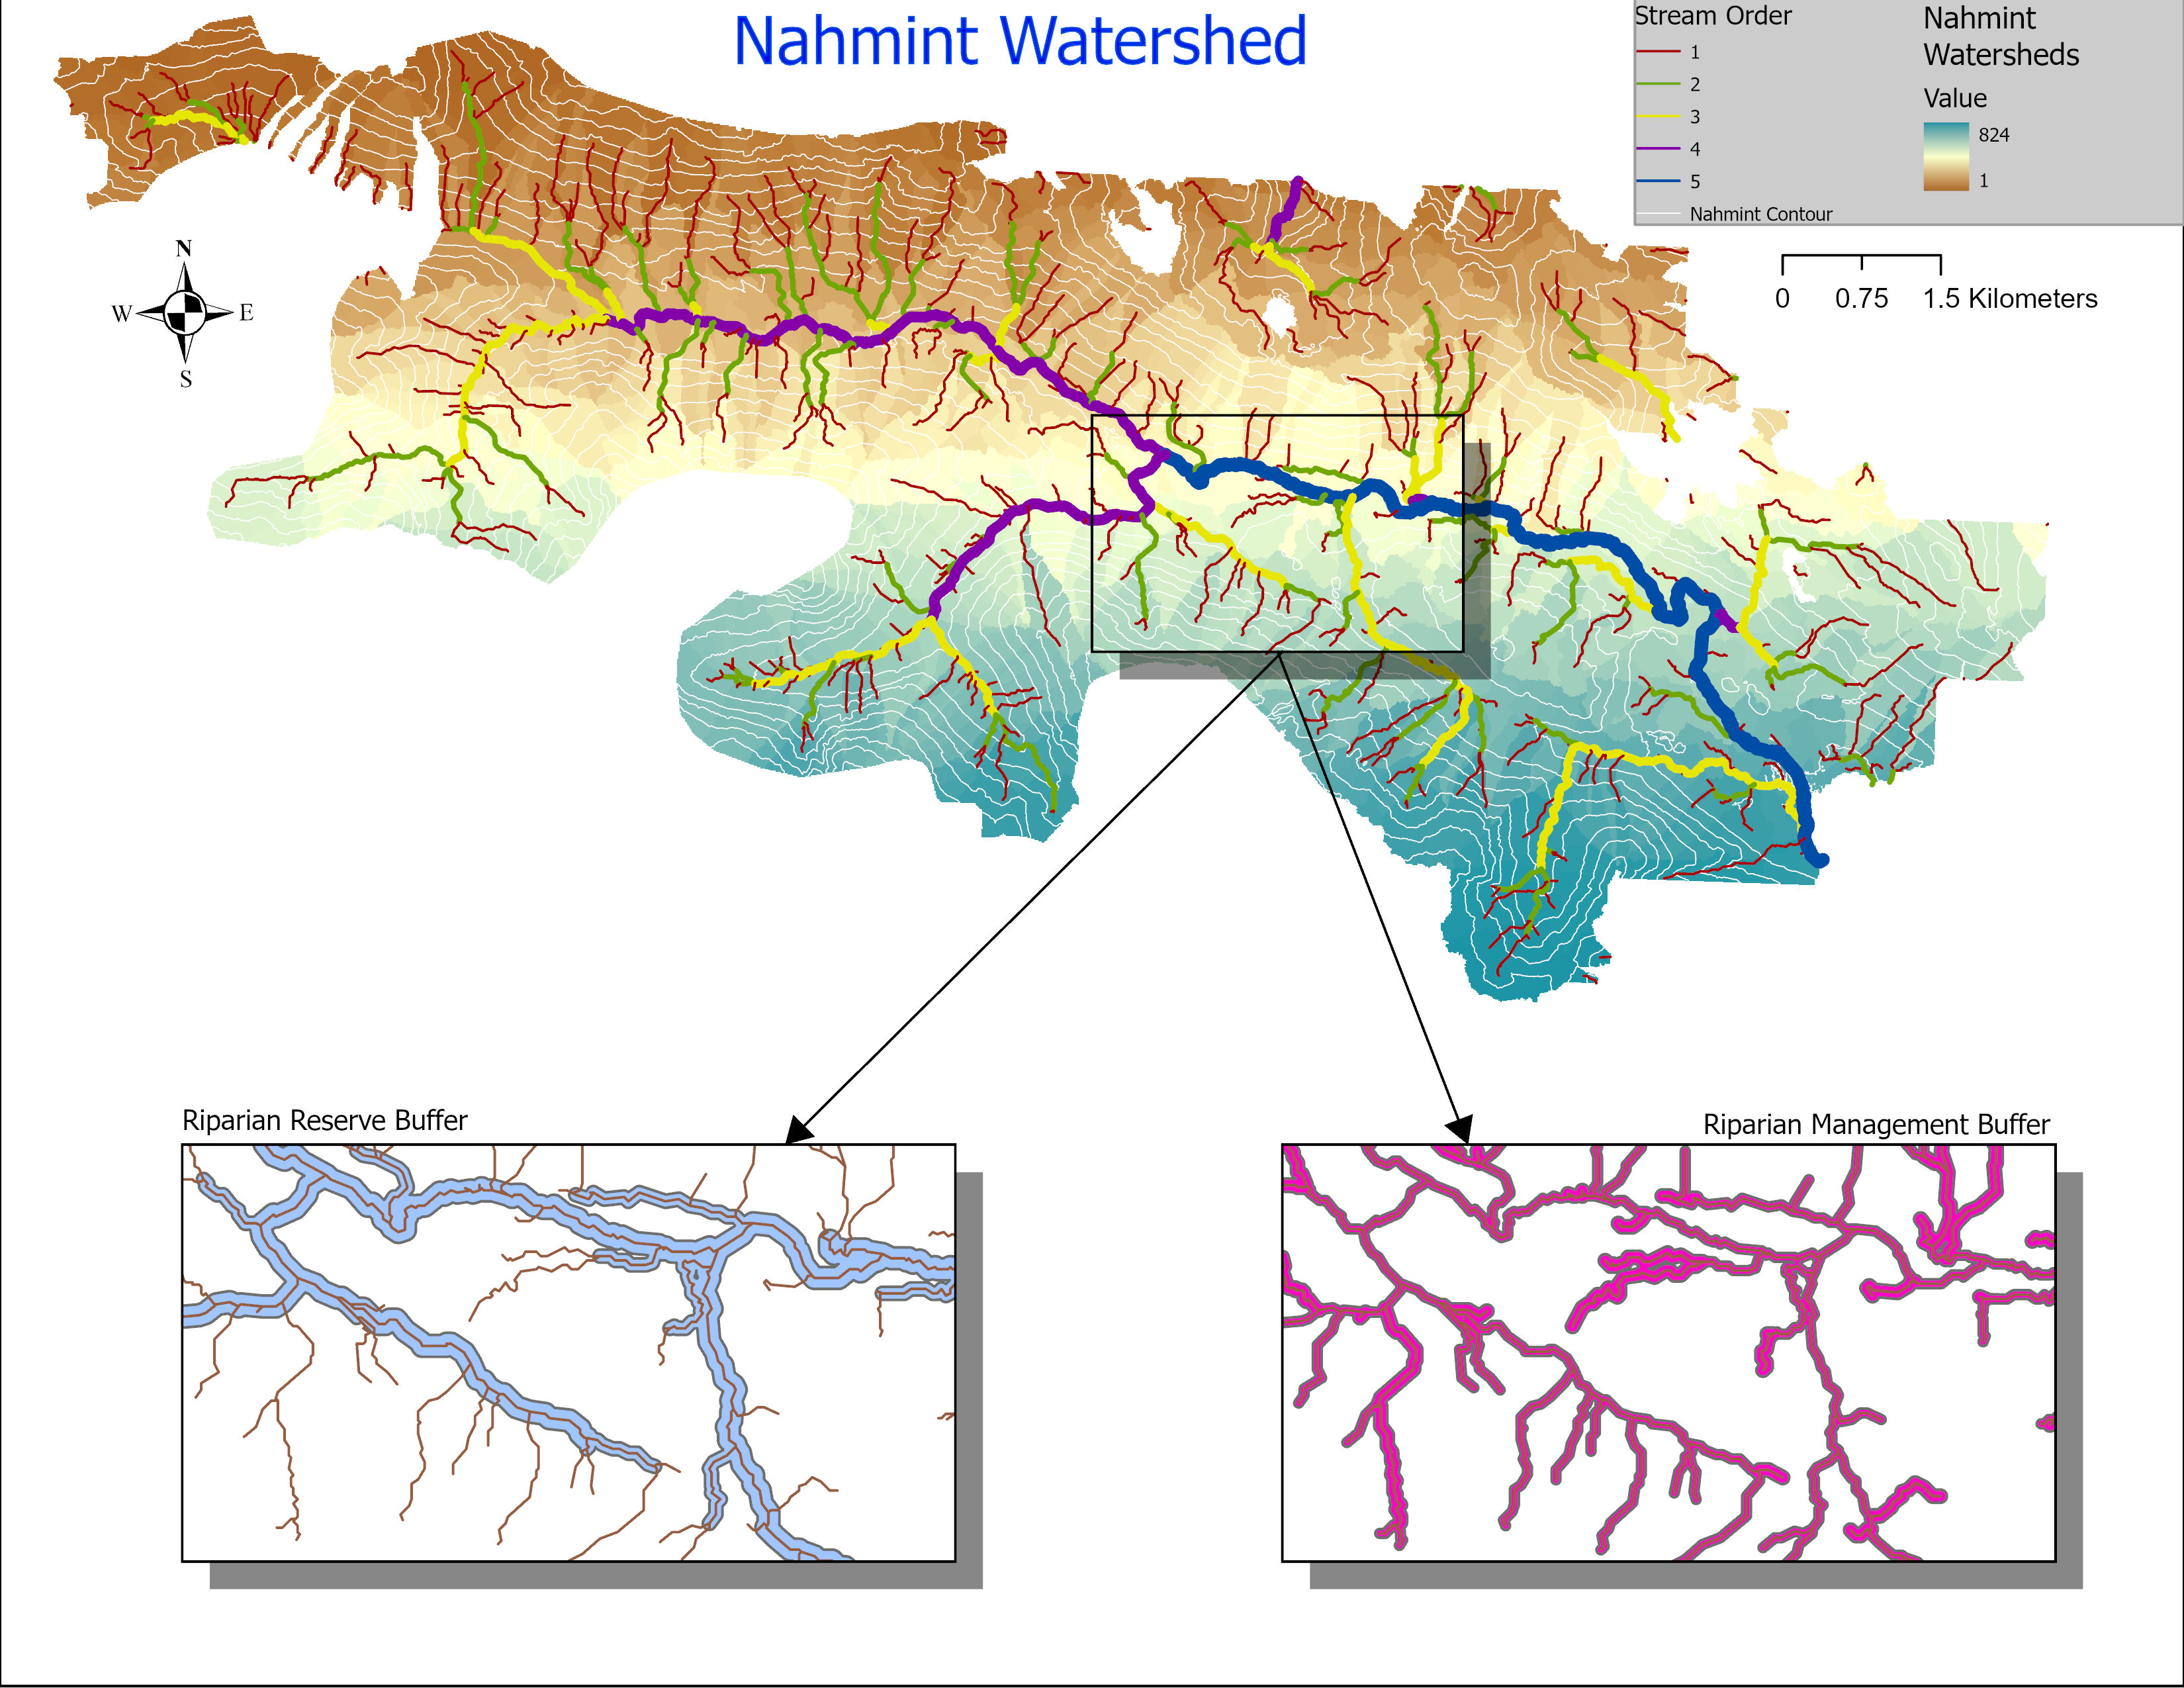 Nahmint Watershed
Stream Order
1
2
3
4
5
Nahmint Contour
Nahmint
Watersheds
Value
824
1
N
W E
S
0 0.75 1.5 Kilometers
Riparian Reserve Buffer
Riparian Management Buffer